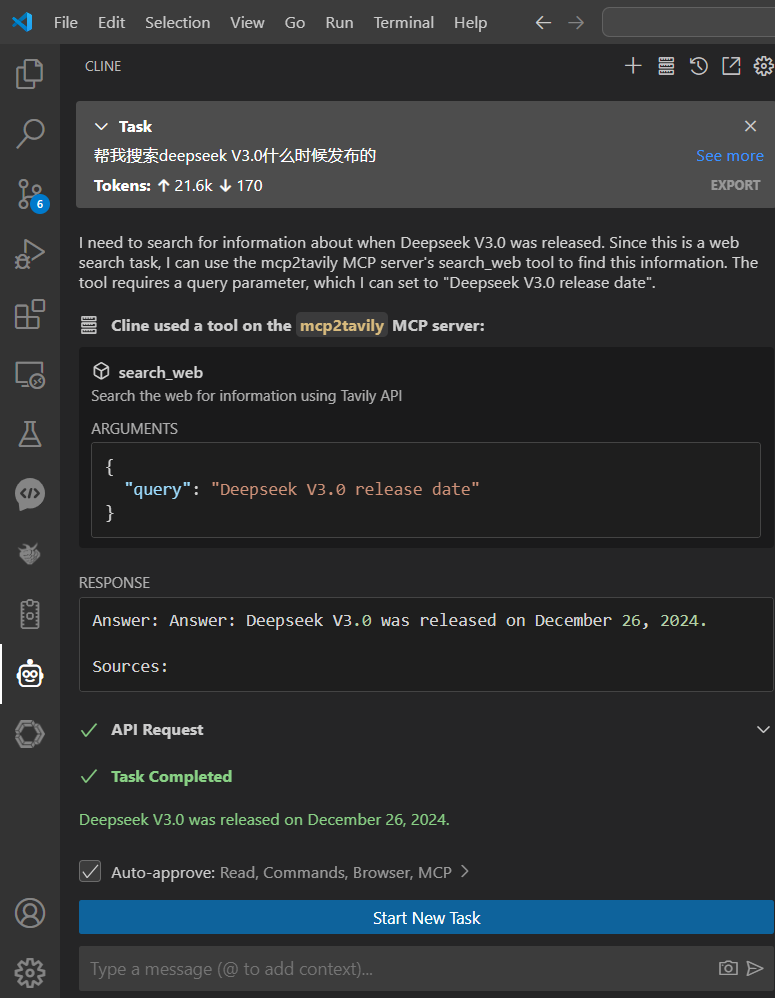 File Edit Selection View Go Run Terminal Help
CLINE
Task
帮我搜索deepseek V3.0什么时候发布的 See more
Tokens: ↑ 21.6k ↓ 170 EXPORT
6
I need to search for information about when Deepseek V3.0 was released. Since this is a web
search task, I can use the mcp2tavily MCP server's search_web tool to find this information. The
tool requires a query parameter, which I can set to "Deepseek V3.0 release date".
Cline used a tool on the mcp2tavily MCP server:
search_web
Search the web for information using Tavily API
ARGUMENTS
{
"query": "Deepseek V3.0 release date"
}
RESPONSE
Answer: Answer: Deepseek V3.0 was released on December 26, 2024.
Sources:
API Request
Task Completed
Deepseek V3.0 was released on December 26, 2024.
Auto-approve: Read, Commands, Browser, MCP
Start New Task
Type a message (@ to add context)...